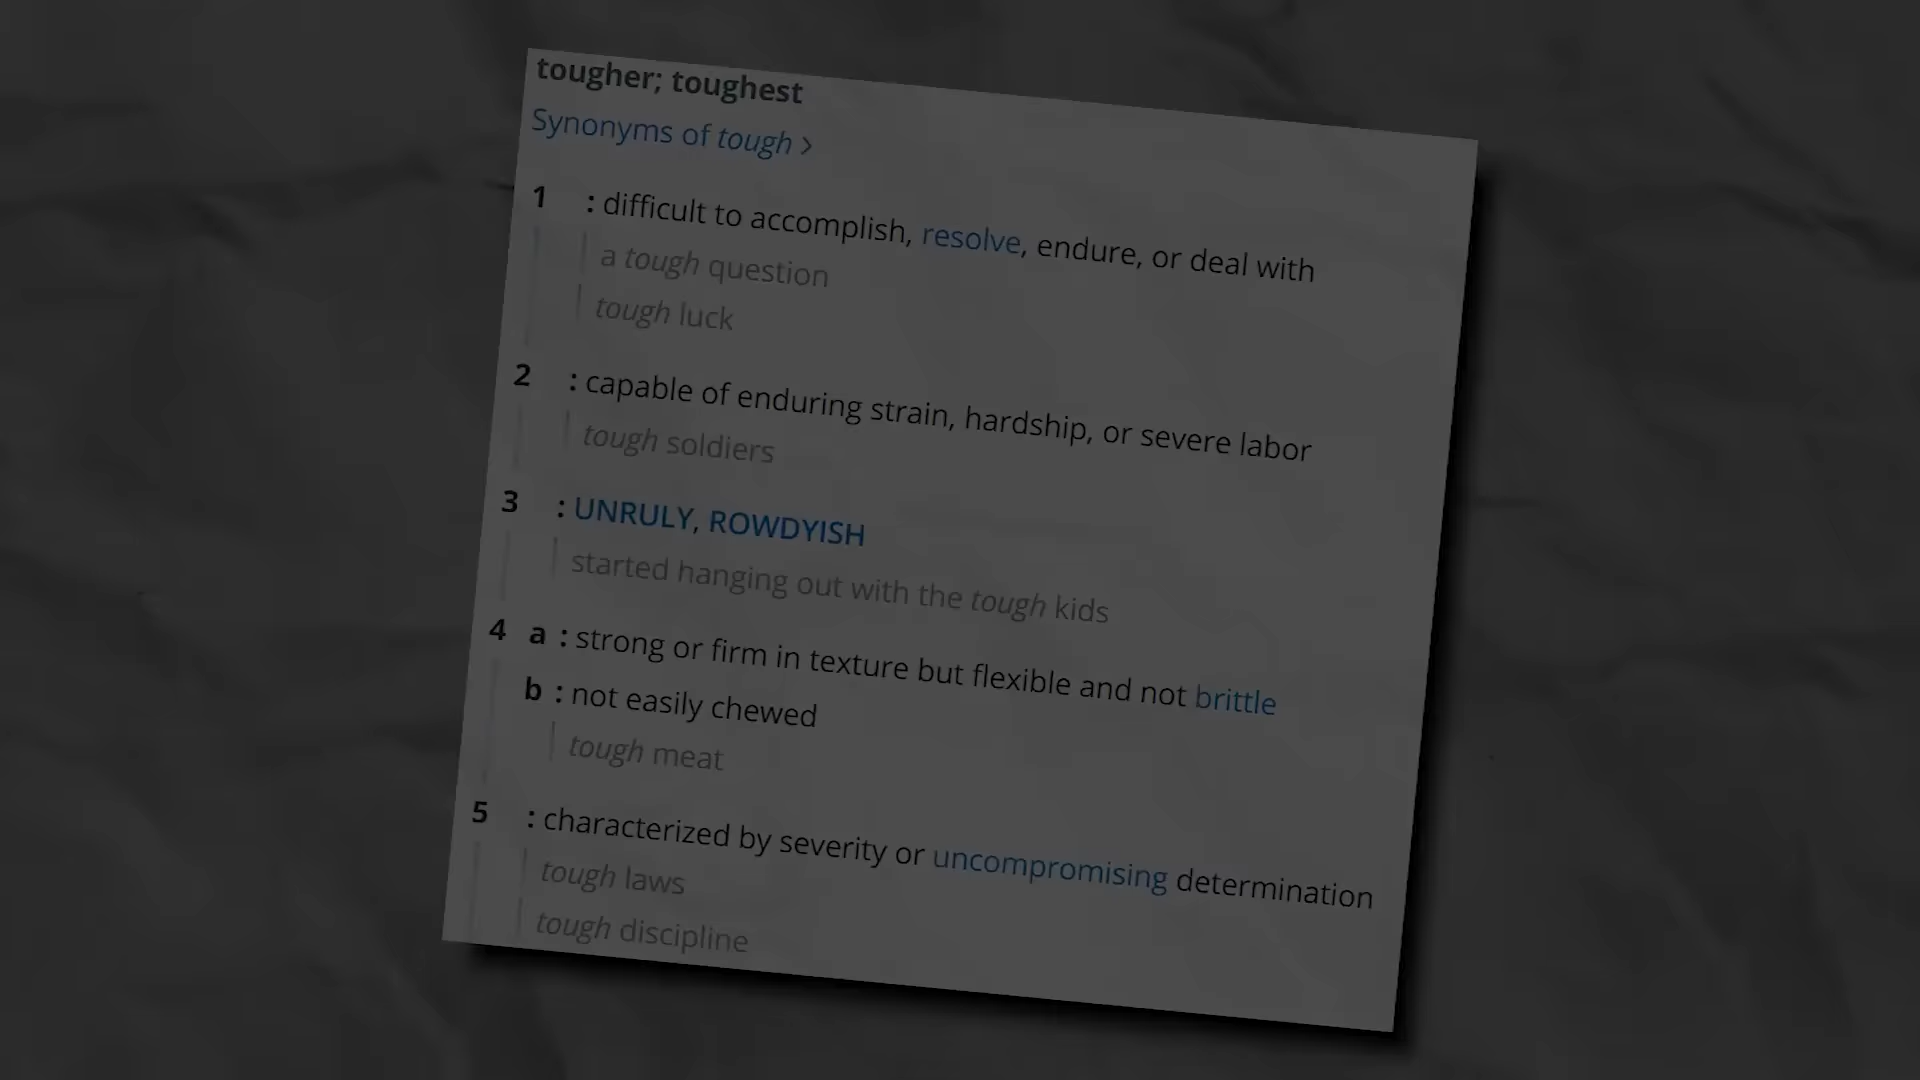 tougher; toughest
Synonyms of tough >
1 : difficult to accomplish, resolve, endure, or deal with
a tough question
tough luck
2 : capable of enduring strain, hardship, or severe labor
tough soldiers
3 : UNRULY, ROWDYISH
started hanging out with the tough kids
4 a : strong or firm in texture but flexible and not brittle
b : not easily chewed
tough meat
5 : characterized by severity or uncompromising determination
tough laws
tough discipline